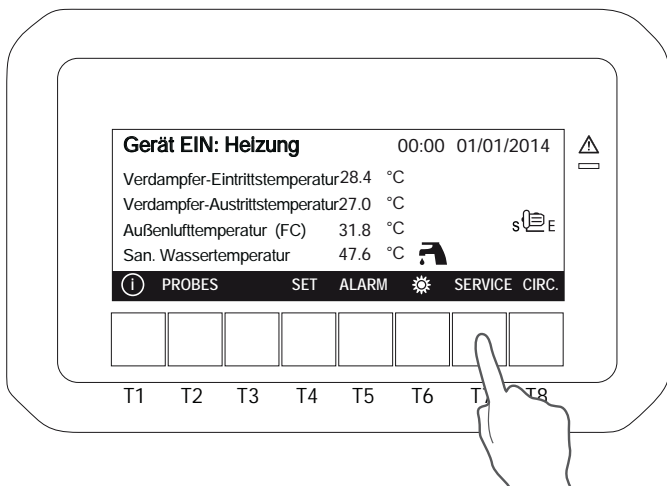 Gerät EIN: Heizung 00:00 01/01/2014
Verdampfer-Eintrittstemperatur 28.4 °C
Verdampfer-Austrittstemperatur 27.0 °C
Außenlufttemperatur (FC) 31.8 °C
S E
San. Wassertemperatur 47.6 °C
i PROBES SET ALARM SERVICE CIRC.
T1 T2 T3 T4 T5 T6 T7 T8